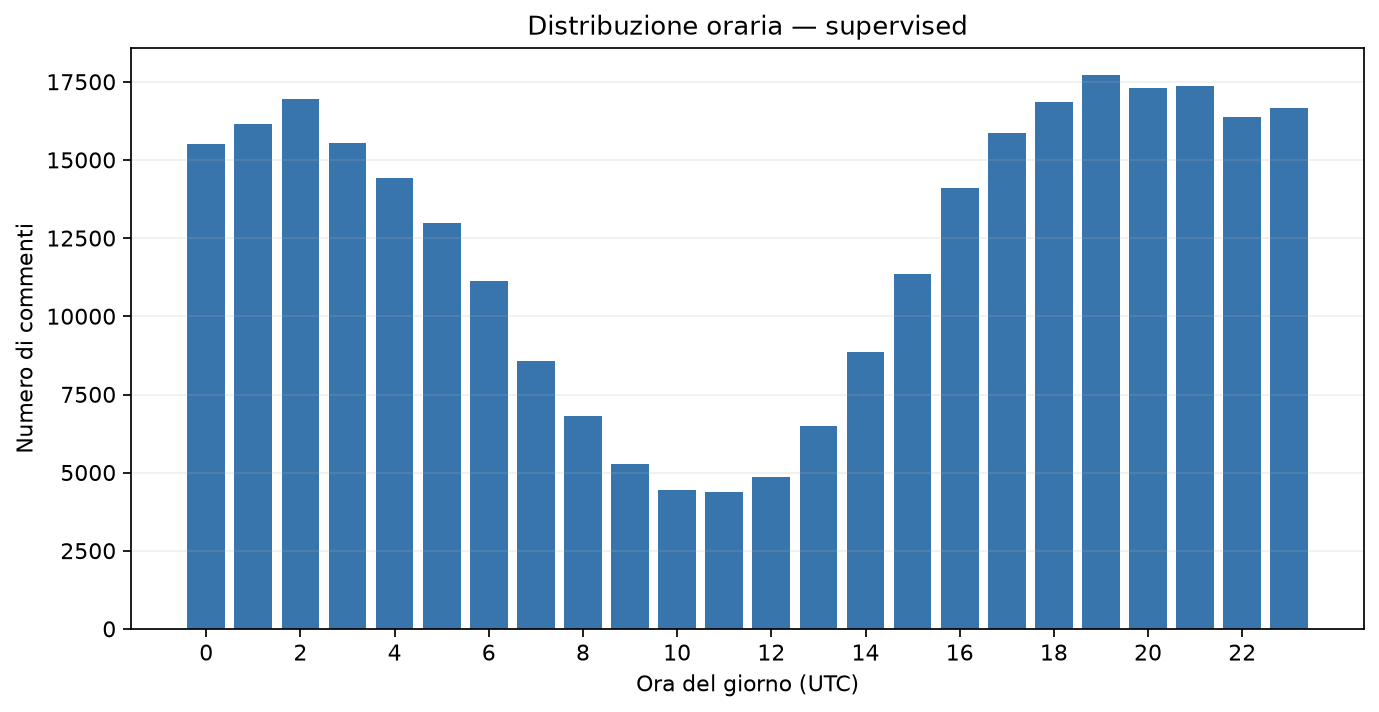 Distribuzione oraria — supervised
Numero di commenti
17500
15000
12500
10000
7500
5000
2500
0
0 2 4 6 8 10 12 14 16 18 20 22
Ora del giorno (UTC)